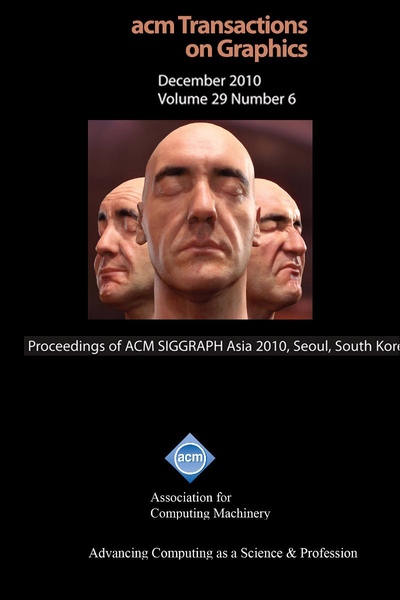 acm Transactions
on Graphics
December 2010
Volume 29 Number 6
Proceedings of ACM SIGGRAPH Asia 2010, Seoul, South Kore
acm
Association for
Computing Machinery
Advancing Computing as a Science & Profession